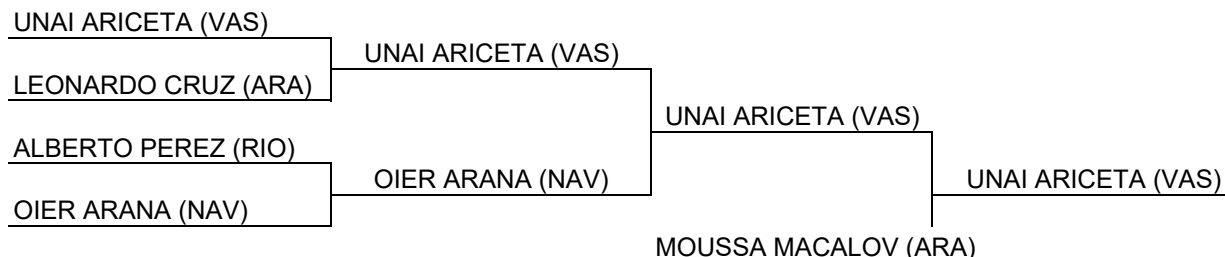 UNAI ARICETA (VAS)
UNAI ARICETA (VAS)
LEONARDO CRUZ (ARA)
UNAI ARICETA (VAS)
ALBERTO PEREZ (RIO)
OIER ARANA (NAV)
UNAI ARICETA (VAS)
OIER ARANA (NAV)
MOUSSA MACALOV (ARA)